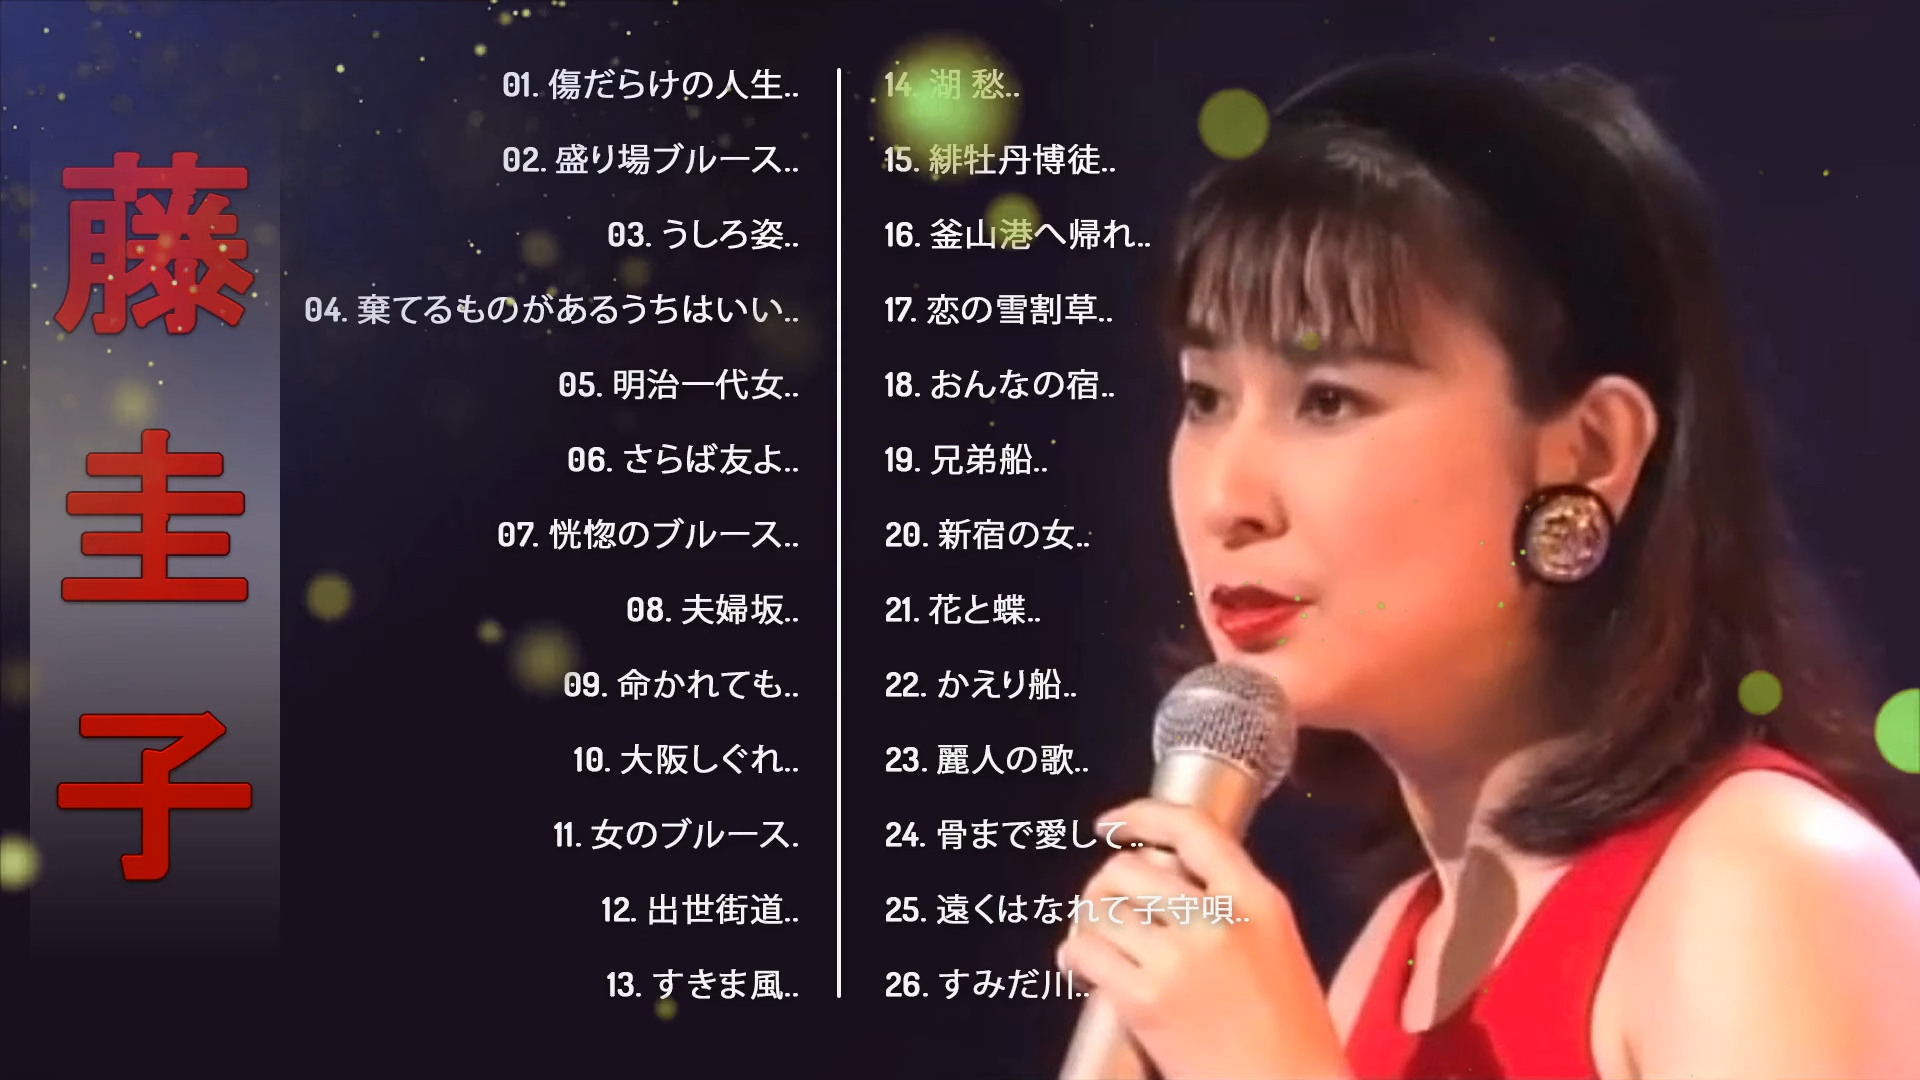 藤圭子
01. 傷だらけの人生..
02. 盛り場ブルース..
03. うしろ姿..
04. 棄てるものがあるうちはいい..
05. 明治一代女..
06. さらば友よ..
07. 恍惚のブルース..
08. 夫婦坂..
09. 命かれても..
10. 大阪しぐれ..
11. 女のブルース.
12. 出世街道..
13. すきま風..
14. 湖 愁..
15. 緋牡丹博徒..
16. 釜山港へ帰れ..
17. 恋の雪割草..
18. おんなの宿..
19. 兄弟船..
20. 新宿の女..
21. 花と蝶..
22. かえり船..
23. 麗人の歌..
24. 骨まで愛して..
25. 遠くはなれて子守唄..
26. すみだ川..